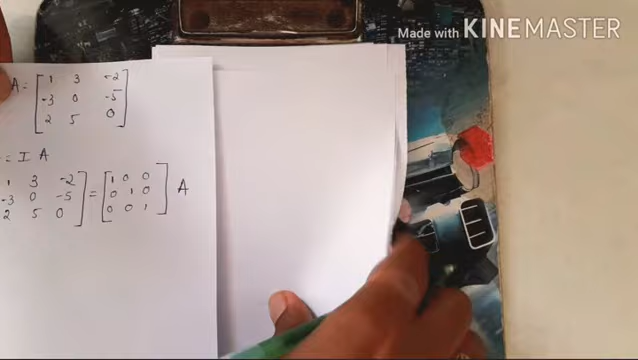 Made with KINEMASTER
A = [ 1 3 -2
-3 0 -5
2 5 0 ]
= I A
1 3 -2
-3 0 -5
2 5 0 ] = [ 1 0 0
0 1 0
0 0 1 ] A